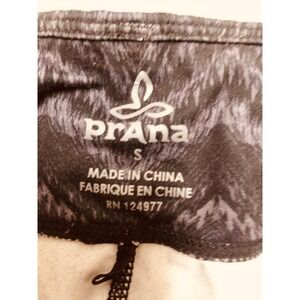 prAna
S
MADE IN CHINA
FABRIQUE EN CHINE
RN 124977